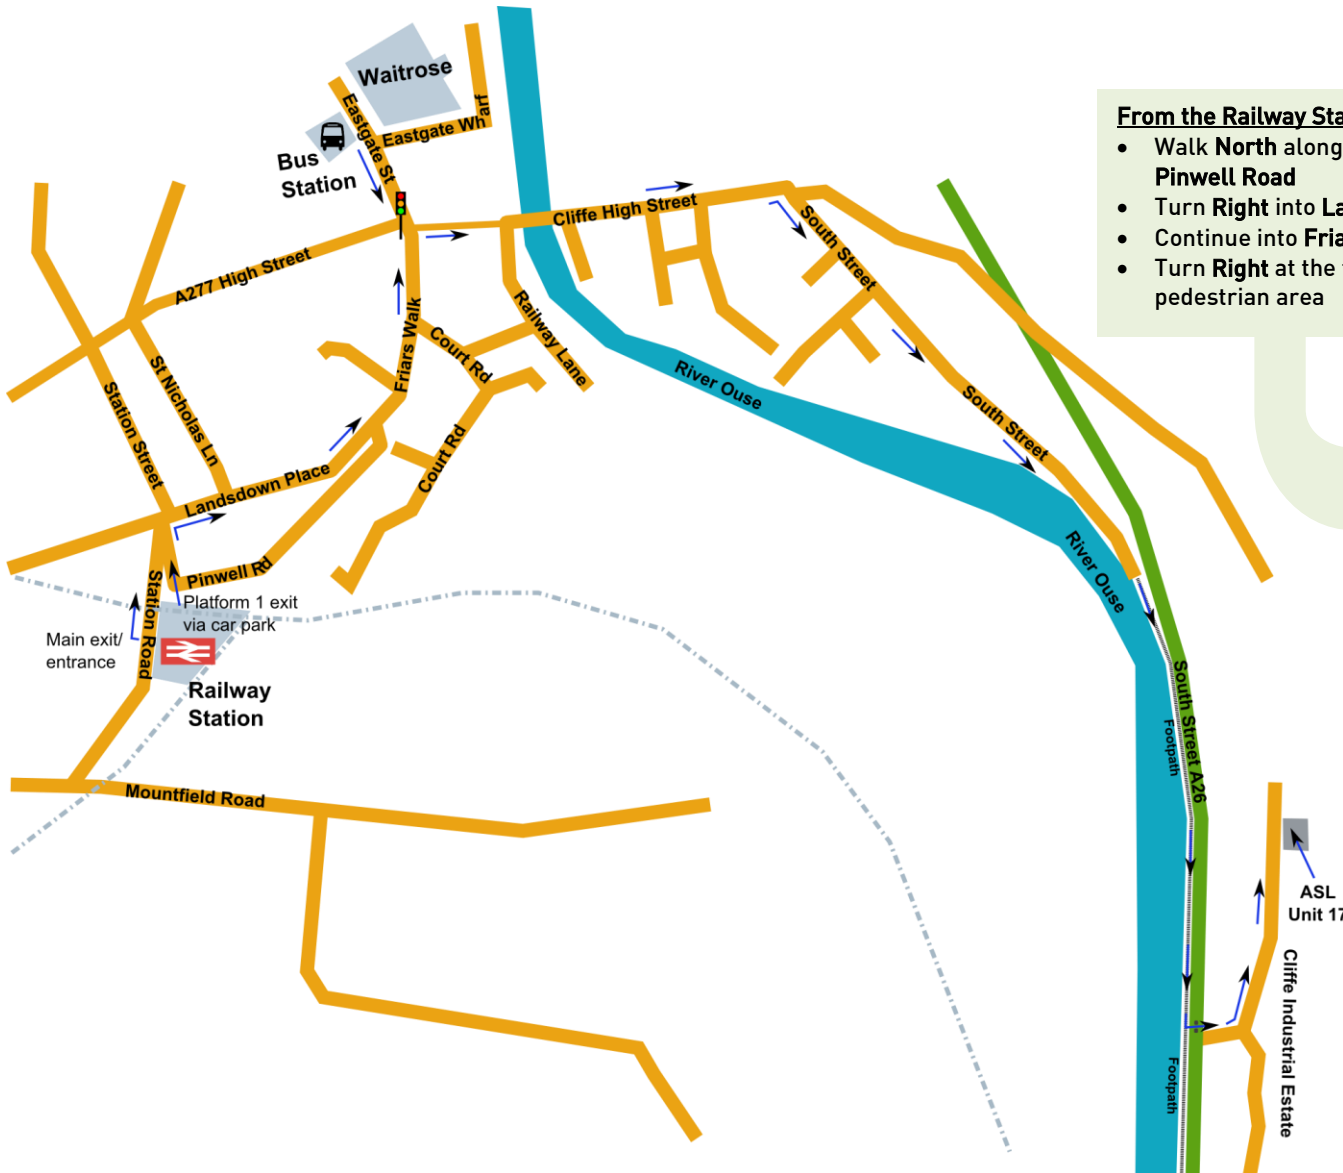 Waitrose
Eastgate St
Eastgate Wharf
Bus
Station
From the Railway Sta
• Walk North along
Pinwell Road
• Turn Right into La
• Continue into Fria
• Turn Right at the
pedestrian area
Cliffe High Street
South Street
A277 High Street
Friars Walk
Court Rd
Railway Lane
River Ouse
St Nicholas Ln
Station Street
Landsdown Place
Court Rd
South Street
River Ouse
Pinwell Rd
Platform 1 exit
via car park
Station Road
Main exit/
entrance
Railway
Station
South Street A26
Footpath
Mountfield Road
ASL
Unit 17
Cliffe Industrial Estate
Footpath